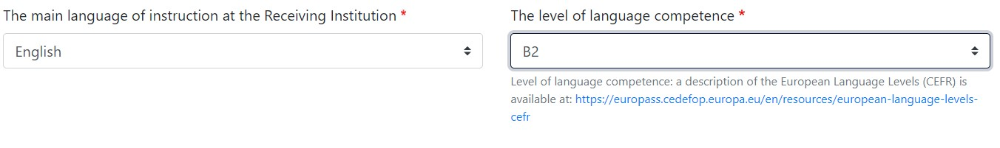 The main language of instruction at the Receiving Institution *
English
The level of language competence *
B2
Level of language competence: a description of the European Language Levels (CEFR) is
available at: https://europass.cedefop.europa.eu/en/resources/european-language-levels-
cefr